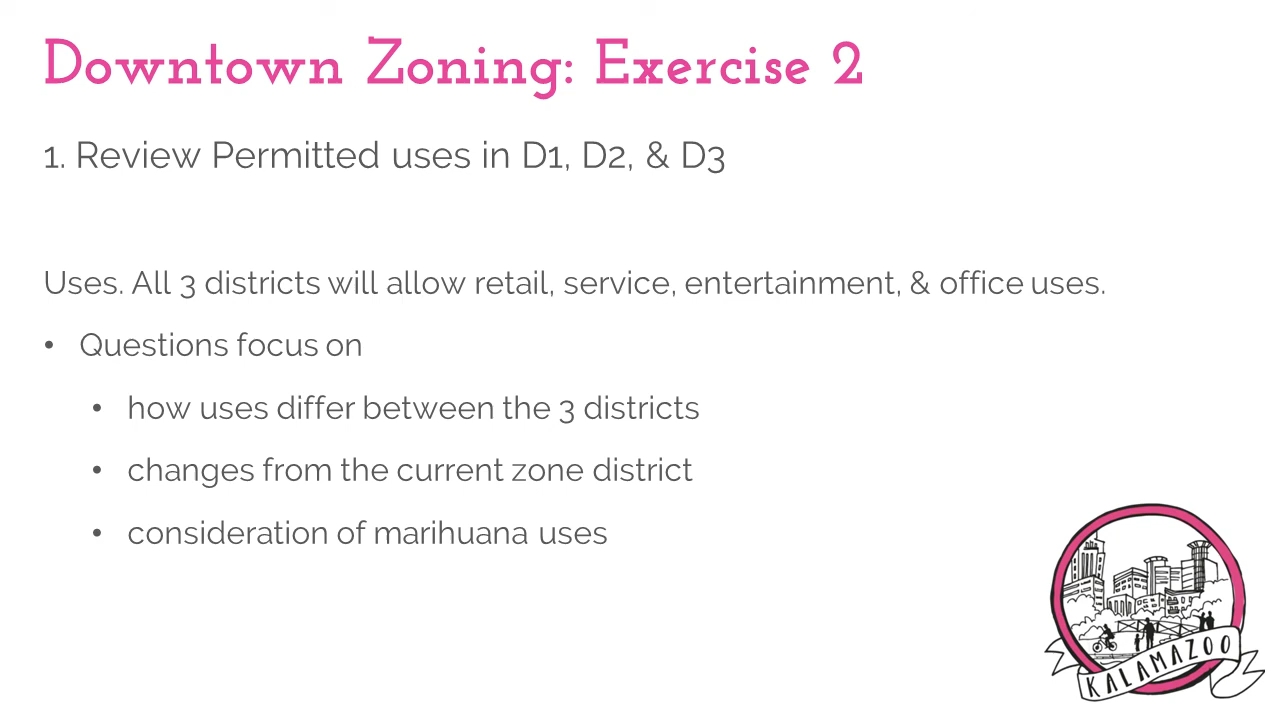 Downtown Zoning: Exercise 2
1. Review Permitted uses in D1, D2, & D3
Uses. All 3 districts will allow retail, service, entertainment, & office uses.
• Questions focus on
• how uses differ between the 3 districts
• changes from the current zone district
• consideration of marihuana uses
KALAMAZOO